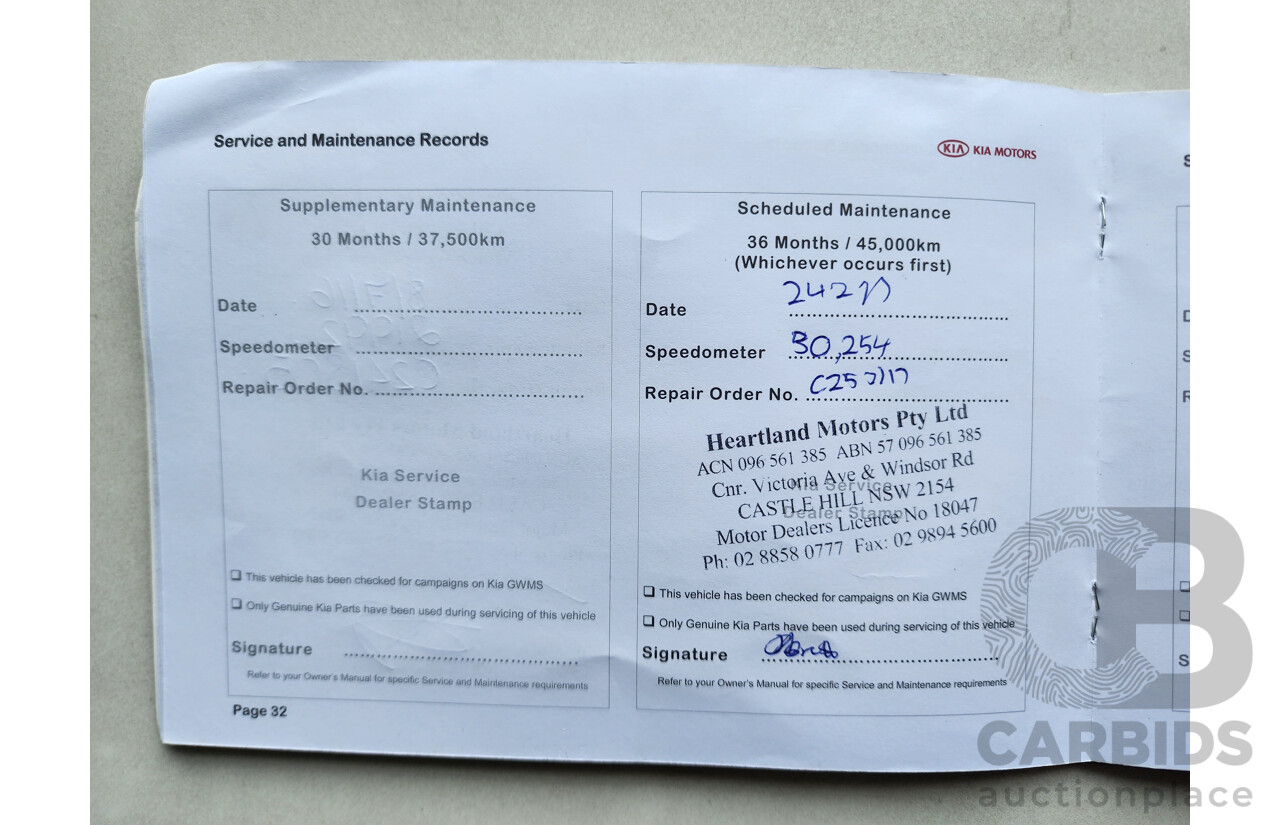 Service and Maintenance Records
KIA KIA MOTORS
Supplementary Maintenance
30 Months / 37,500km
Date
Speedometer
Repair Order No.
Kia Service
Dealer Stamp
❑ This vehicle has been checked for campaigns on Kia GWMS
❑ Only Genuine Kia Parts have been used during servicing of this vehicle
Signature
Refer to your Owner's Manual for specific Service and Maintenance requirements
Page 32
Scheduled Maintenance
36 Months / 45,000km
(Whichever occurs first)
Date
Speedometer 30,254
Repair Order No.
Heartland Motors Pty Ltd
ACN 096 561 385 ABN 57 096 561 385
Cnr. Victoria Ave & Windsor Rd
Kia Service
CASTLE HILL NSW 2154
Dealer Stamp
Motor Dealers Licence No 18047
Ph: 02 8858 0777 Fax: 02 9894 5600
❑ This vehicle has been checked for campaigns on Kia GWMS
❑ Only Genuine Kia Parts have been used during servicing of this vehicle
Signature
Refer to your Owner's Manual for specific Service and Maintenance requirements
CB
CARBIDS
auctionplace